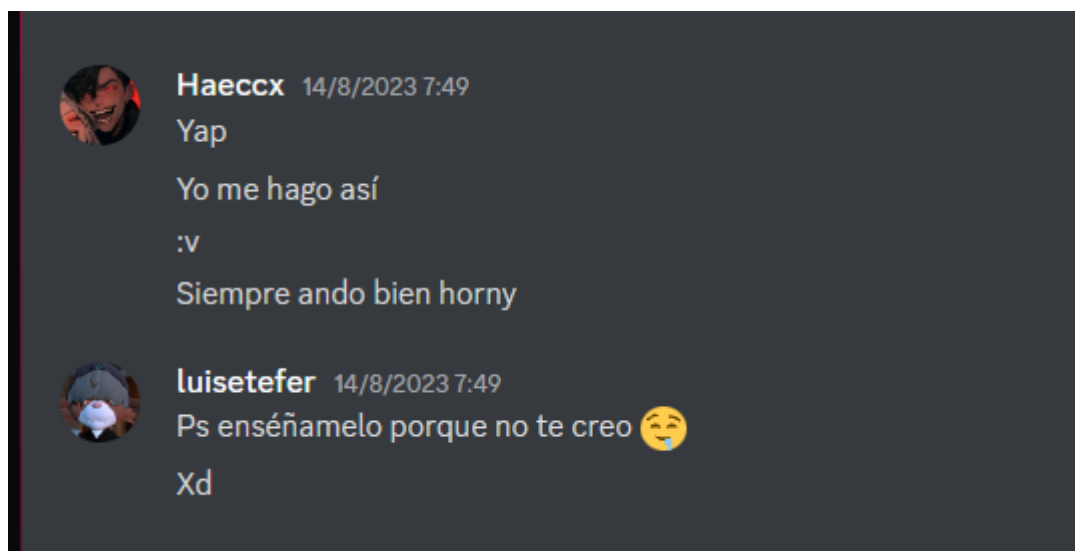 Haeccx 14/8/2023 7:49
Yap
Yo me hago así
:v
Siempre ando bien horny
luisetefer 14/8/2023 7:49
Ps enséñamelo porque no te creo 🤤
Xd